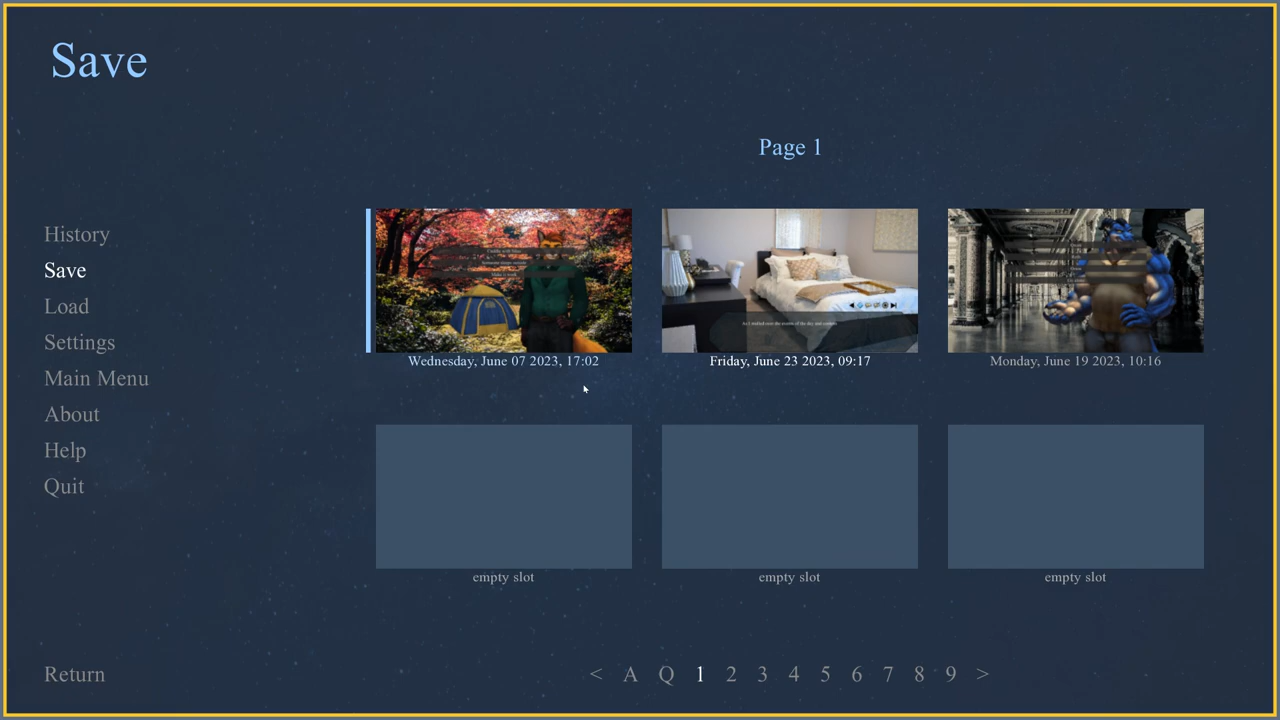 Save
Page 1
History
Save
Load
Settings
Main Menu
About
Help
Quit
Wednesday, June 07 2023, 17:02
Friday, June 23 2023, 09:17
Monday, June 19 2023, 10:16
empty slot
empty slot
empty slot
Return
< A Q 1 2 3 4 5 6 7 8 9 >